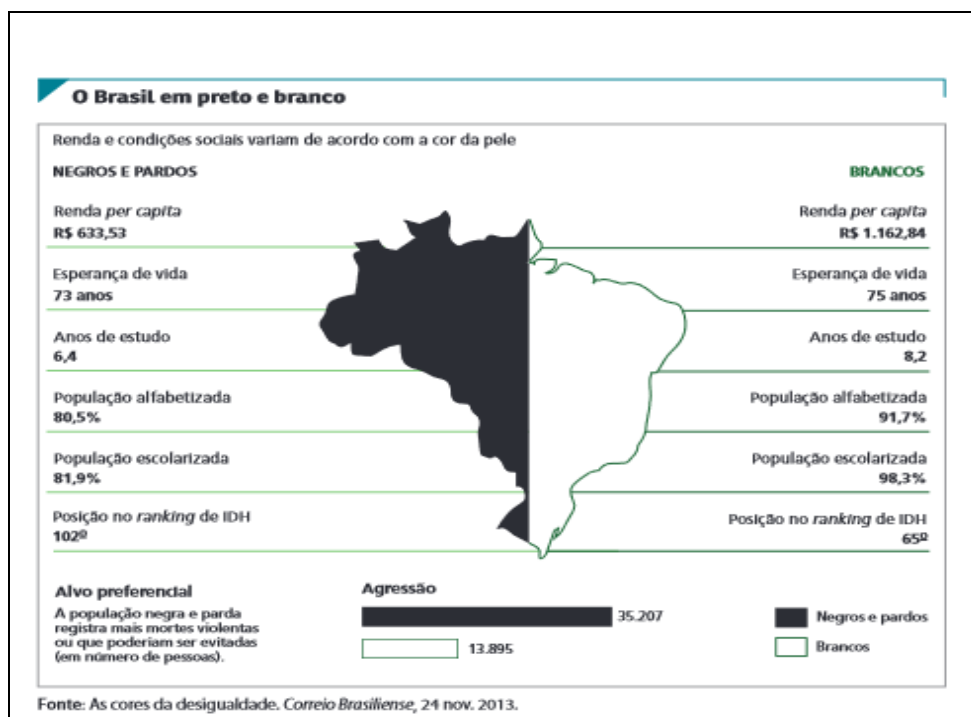 O Brasil em preto e branco
Renda e condições sociais variam de acordo com a cor da pele
NEGROS E PARDOS
Renda per capita
R$ 633,53
Esperança de vida
73 anos
Anos de estudo
6,4
População alfabetizada
80,5%
População escolarizada
81,9%
Posição no ranking de IDH
102º
BRANCOS
Renda per capita
R$ 1.162,84
Esperança de vida
75 anos
Anos de estudo
8,2
População alfabetizada
91,7%
População escolarizada
98,3%
Posição no ranking de IDH
65º
Alvo preferencial
A população negra e parda
registra mais mortes violentas
ou que poderiam ser evitadas
(em número de pessoas).
Agressão
35.207
13.895
Negros e pardos
Brancos
Fonte: As cores da desigualdade. Correio Brasiliense, 24 nov. 2013.